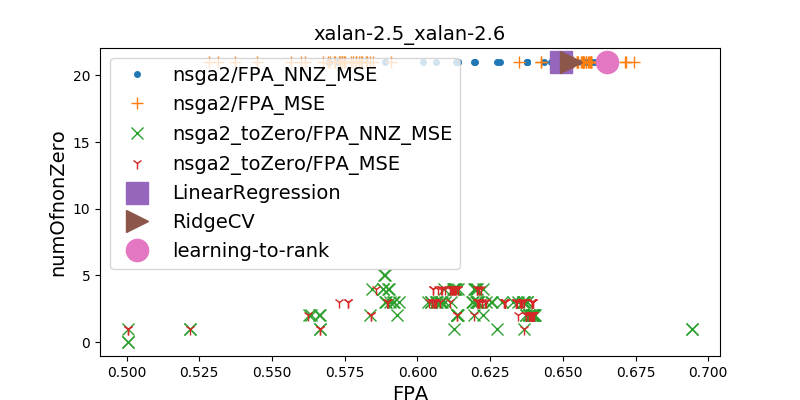 xalan-2.5_xalan-2.6
numOfnonZero
20
15
10
5
0
nsga2/FPA_NNZ_MSE
nsga2/FPA_MSE
nsga2_toZero/FPA_NNZ_MSE
nsga2_toZero/FPA_MSE
LinearRegression
RidgeCV
learning-to-rank
0.500 0.525 0.550 0.575 0.600 0.625 0.650 0.675 0.700
FPA